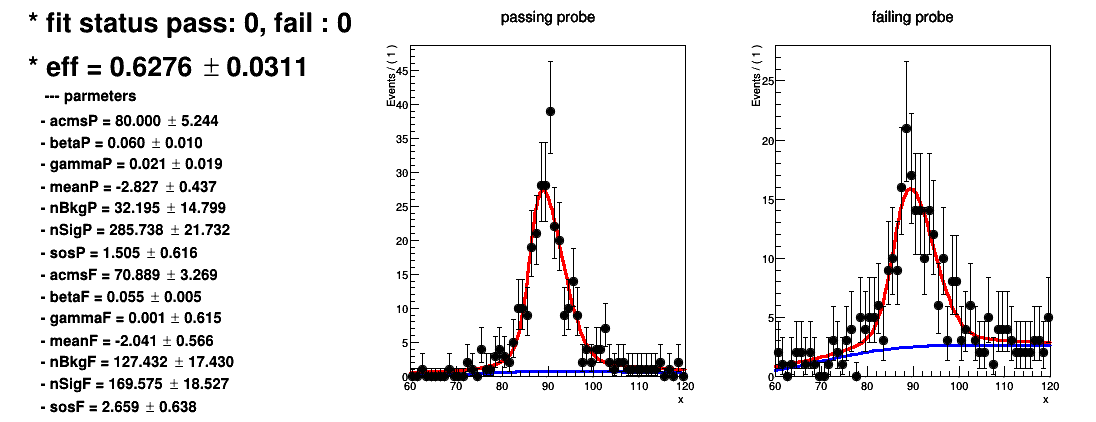 * fit status pass: 0, fail : 0
* eff = 0.6276 ± 0.0311
--- parmeters
- acmsP = 80.000 ± 5.244
- betaP = 0.060 ± 0.010
- gammaP = 0.021 ± 0.019
- meanP = -2.827 ± 0.437
- nBkgP = 32.195 ± 14.799
- nSigP = 285.738 ± 21.732
- sosP = 1.505 ± 0.616
- acmsF = 70.889 ± 3.269
- betaF = 0.055 ± 0.005
- gammaF = 0.001 ± 0.615
- meanF = -2.041 ± 0.566
- nBkgF = 127.432 ± 17.430
- nSigF = 169.575 ± 18.527
- sosF = 2.659 ± 0.638
passing probe
Events / ( 1 )
45
40
35
30
25
20
15
10
5
0
60 70 80 90 100 110 120
x
failing probe
Events / ( 1 )
25
20
15
10
5
0
60 70 80 90 100 110 120
x